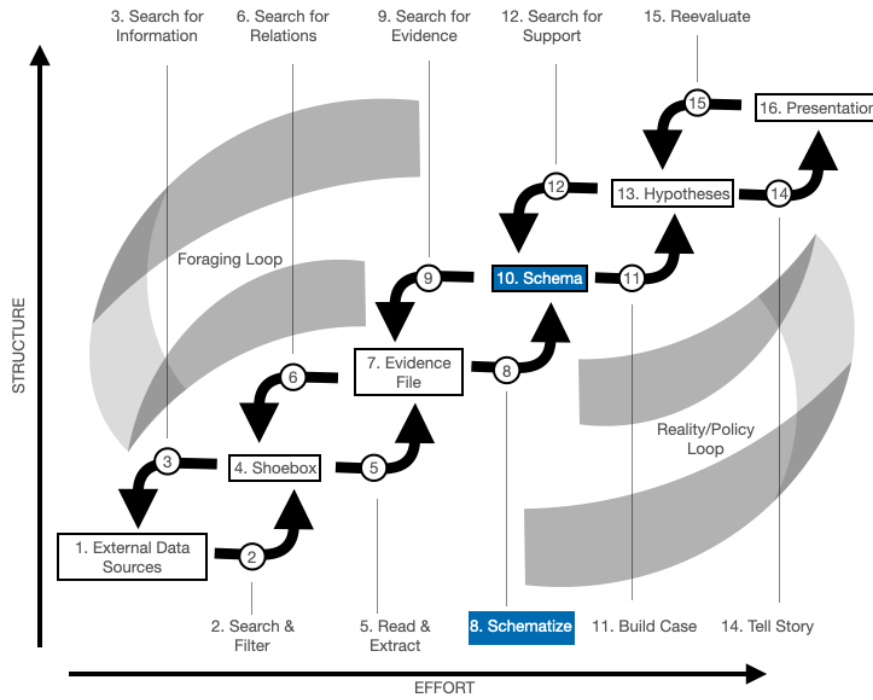 3. Search for
Information
6. Search for
Relations
9. Search for
Evidence
12. Search for
Support
15. Reevaluate
15
16. Presentation
12
13. Hypotheses
14
Foraging Loop
9
10. Schema
11
STRUCTURE
6
7. Evidence
File
8
Reality/Policy
Loop
3
4. Shoebox
5
1. External Data
Sources
2
2. Search &
Filter
5. Read &
Extract
8. Schematize
11. Build Case
14. Tell Story
EFFORT